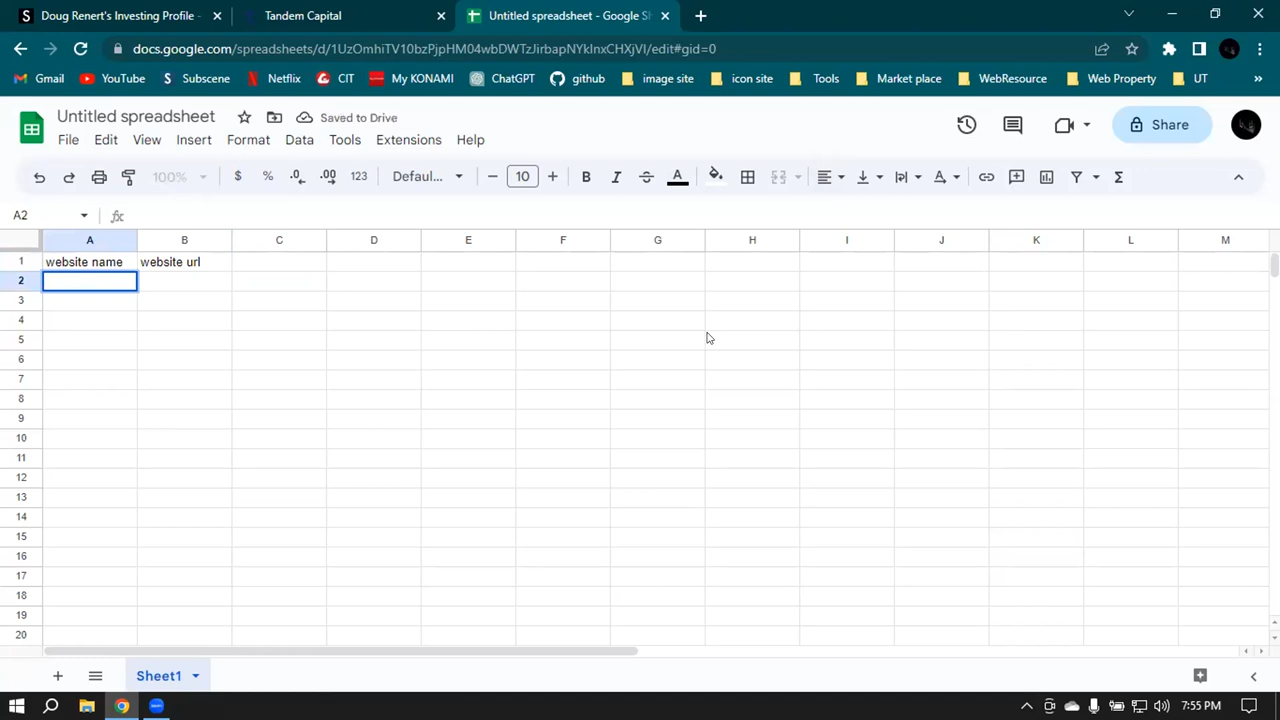 Doug Renert's Investing Profile -
Tandem Capital
Untitled spreadsheet - Google Sh
docs.google.com/spreadsheets/d/1UzOmhiTV10bzPjpHM04wbDWTzJirbapNYkInxCHXjVI/edit#gid=0
Gmail YouTube Subscene Netflix CIT My KONAMI ChatGPT github image site icon site Tools Market place WebResource Web Property UT
Untitled spreadsheet Saved to Drive
Share
File Edit View Insert Format Data Tools Extensions Help
100% $ % .0 .00 123 Defaul... 10 B I A
A2 fx
A B C D E F G H I J K L M
1 website name website url
2
3
4
5
6
7
8
9
10
11
12
13
14
15
16
17
18
19
20
Sheet1
7:55 PM